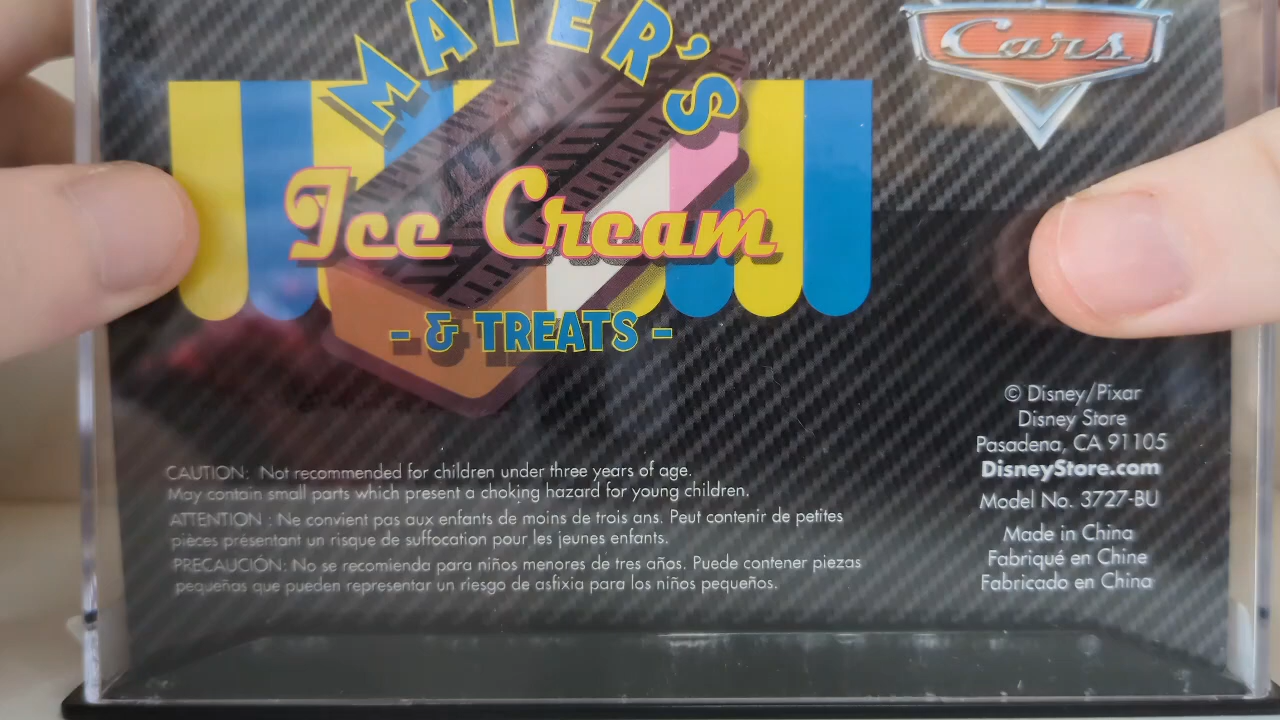 MATER'S
Ice Cream
- & TREATS -
Cars
© Disney/Pixar
Disney Store
Pasadena, CA 91105
DisneyStore.com
Model No. 3727-BU
Made in China
Fabriqué en Chine
Fabricado en China
CAUTION: Not recommended for children under three years of age.
May contain small parts which present a choking hazard for young children.
ATTENTION : Ne convient pas aux enfants de moins de trois ans. Peut contenir de petites
pièces présentant un risque de suffocation pour les jeunes enfants.
PRECAUCIÓN: No se recomienda para niños menores de tres años. Puede contener piezas
pequeñas que pueden representar un riesgo de asfixia para los niños pequeños.